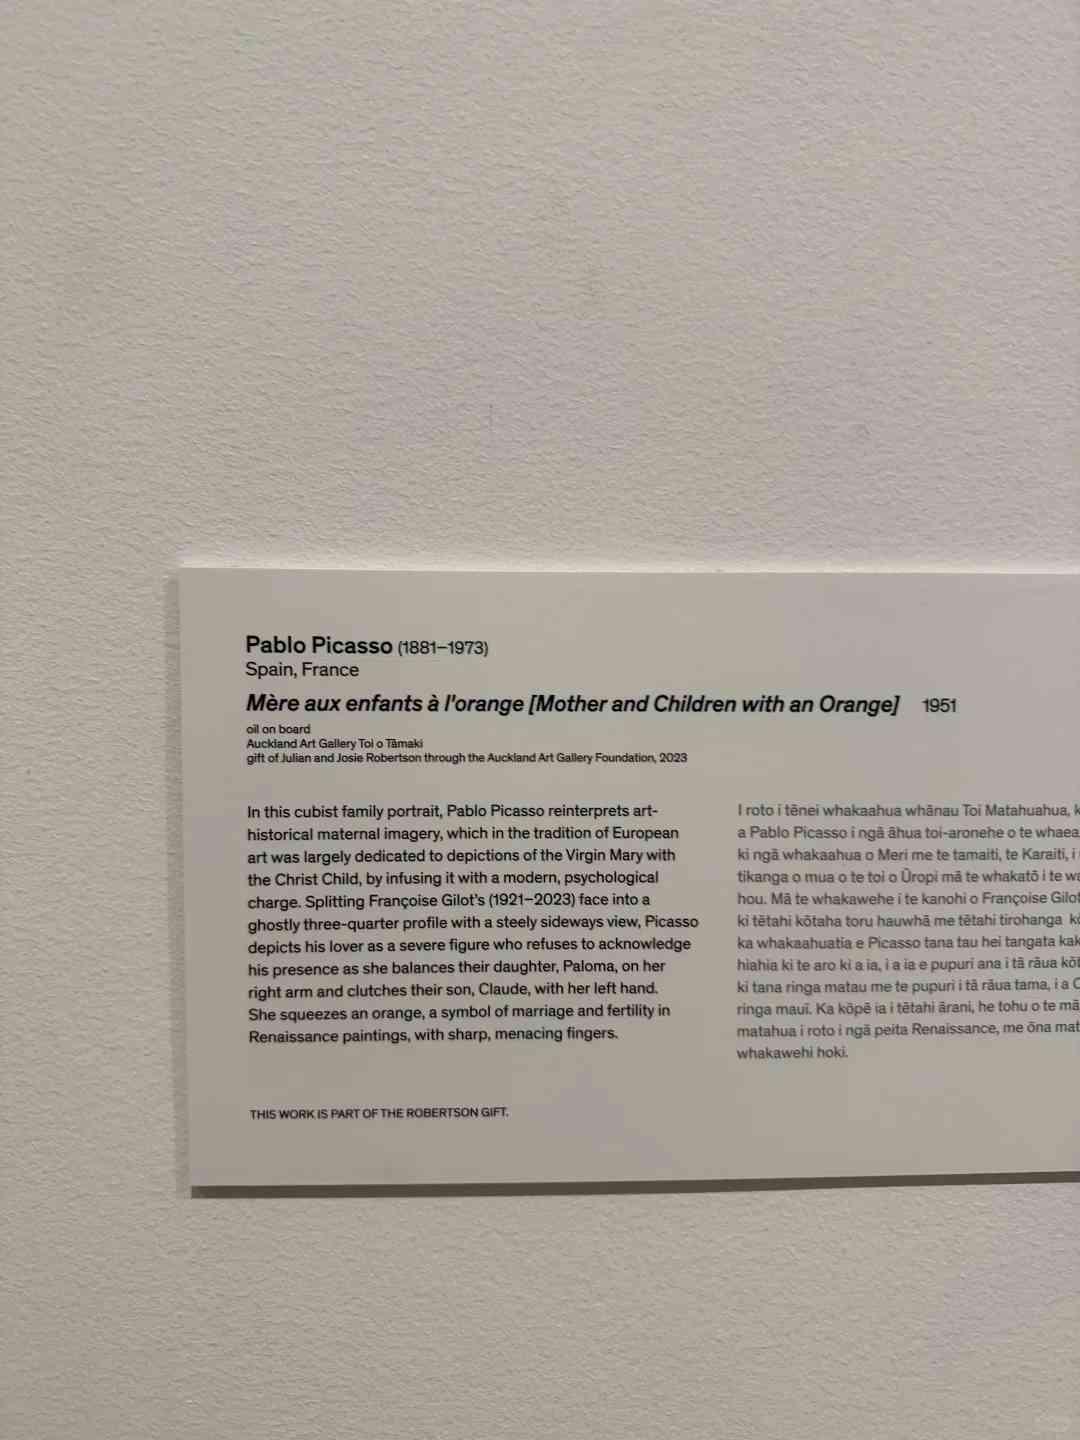 Pablo Picasso (1881–1973)
Spain, France
Mère aux enfants à l'orange [Mother and Children with an Orange] 1951
oil on board
Auckland Art Gallery Toi o Tāmaki
gift of Julian and Josie Robertson through the Auckland Art Gallery Foundation, 2023
In this cubist family portrait, Pablo Picasso reinterprets art-
historical maternal imagery, which in the tradition of European
art was largely dedicated to depictions of the Virgin Mary with
the Christ Child, by infusing it with a modern, psychological
charge. Splitting Françoise Gilot's (1921–2023) face into a
ghostly three-quarter profile with a steely sideways view, Picasso
depicts his lover as a severe figure who refuses to acknowledge
his presence as she balances their daughter, Paloma, on her
right arm and clutches their son, Claude, with her left hand.
She squeezes an orange, a symbol of marriage and fertility in
Renaissance paintings, with sharp, menacing fingers.
THIS WORK IS PART OF THE ROBERTSON GIFT.
I roto i tēnei whakaahua whānau Toi Matahuahua,
a Pablo Picasso i ngā āhua toi-aronehe o te whaea
ki ngā whakaahua o Meri me te tamaiti, te Karaiti, i
tikanga o mua o te toi o Ūropi mā te whakatō i te
hou. Mā te whakawehe i te kanohi o Françoise Gilot
ki tētahi kōtaha toru hauwhā me tētahi tirohanga
ka whakaahuatia e Picasso tana tau hei tangata
hiahia ki te aro ki a ia, i a ia e pupuri ana i tā rāua
ki tana ringa matau me te pupuri i tā rāua tama, i a
ringa mauī. Ka kōpē ia i tētahi ārani, he tohu o te
matahua i roto i ngā peita Renaissance, me ōna
whakawehi hoki.